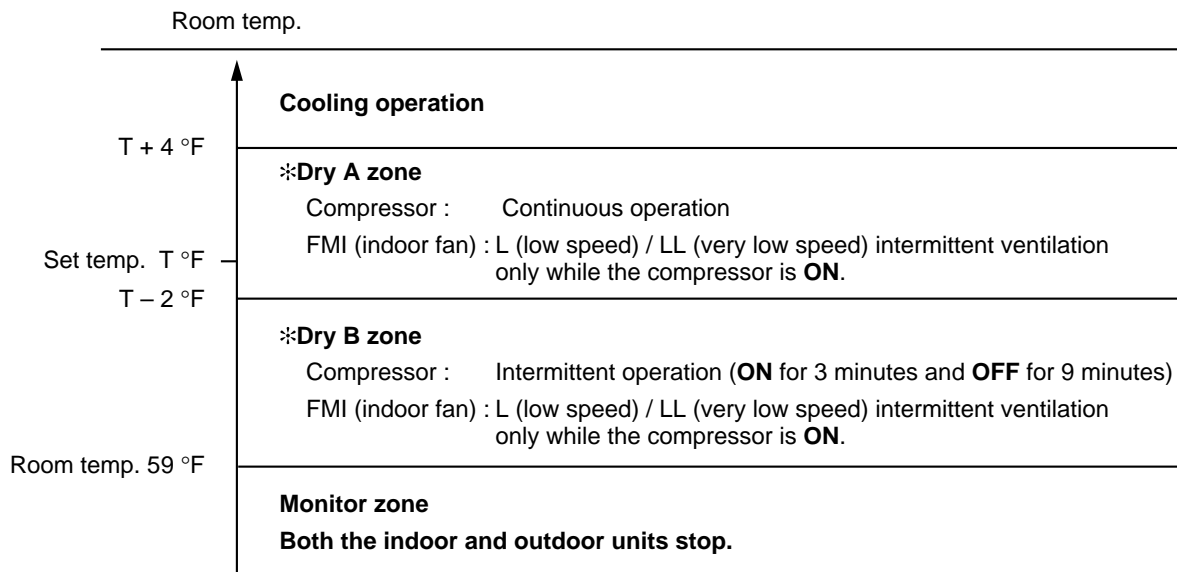 Room temp.
Cooling operation
T + 4 °F
✻Dry A zone
Compressor : Continuous operation
FMI (indoor fan) : L (low speed) / LL (very low speed) intermittent ventilation
only while the compressor is ON.
Set temp. T °F
T – 2 °F
✻Dry B zone
Compressor : Intermittent operation (ON for 3 minutes and OFF for 9 minutes)
FMI (indoor fan) : L (low speed) / LL (very low speed) intermittent ventilation
only while the compressor is ON.
Room temp. 59 °F
Monitor zone
Both the indoor and outdoor units stop.